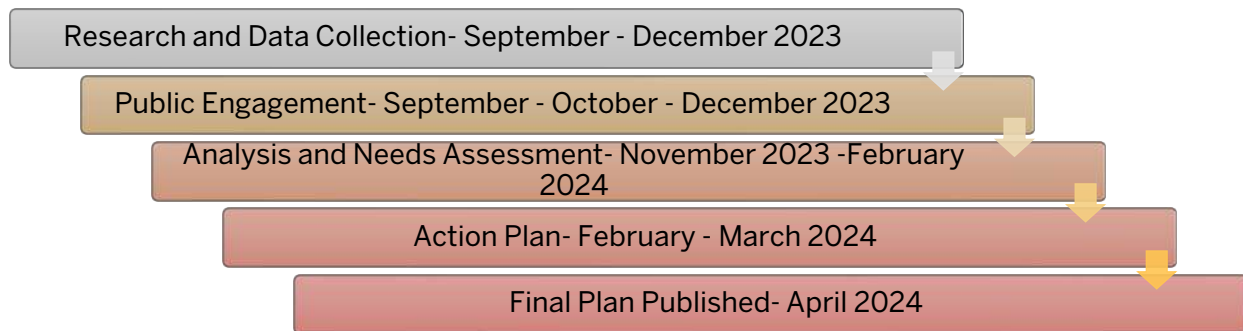 Research and Data Collection- September - December 2023
Public Engagement- September - October - December 2023
Analysis and Needs Assessment- November 2023 -February
2024
Action Plan- February - March 2024
Final Plan Published- April 2024